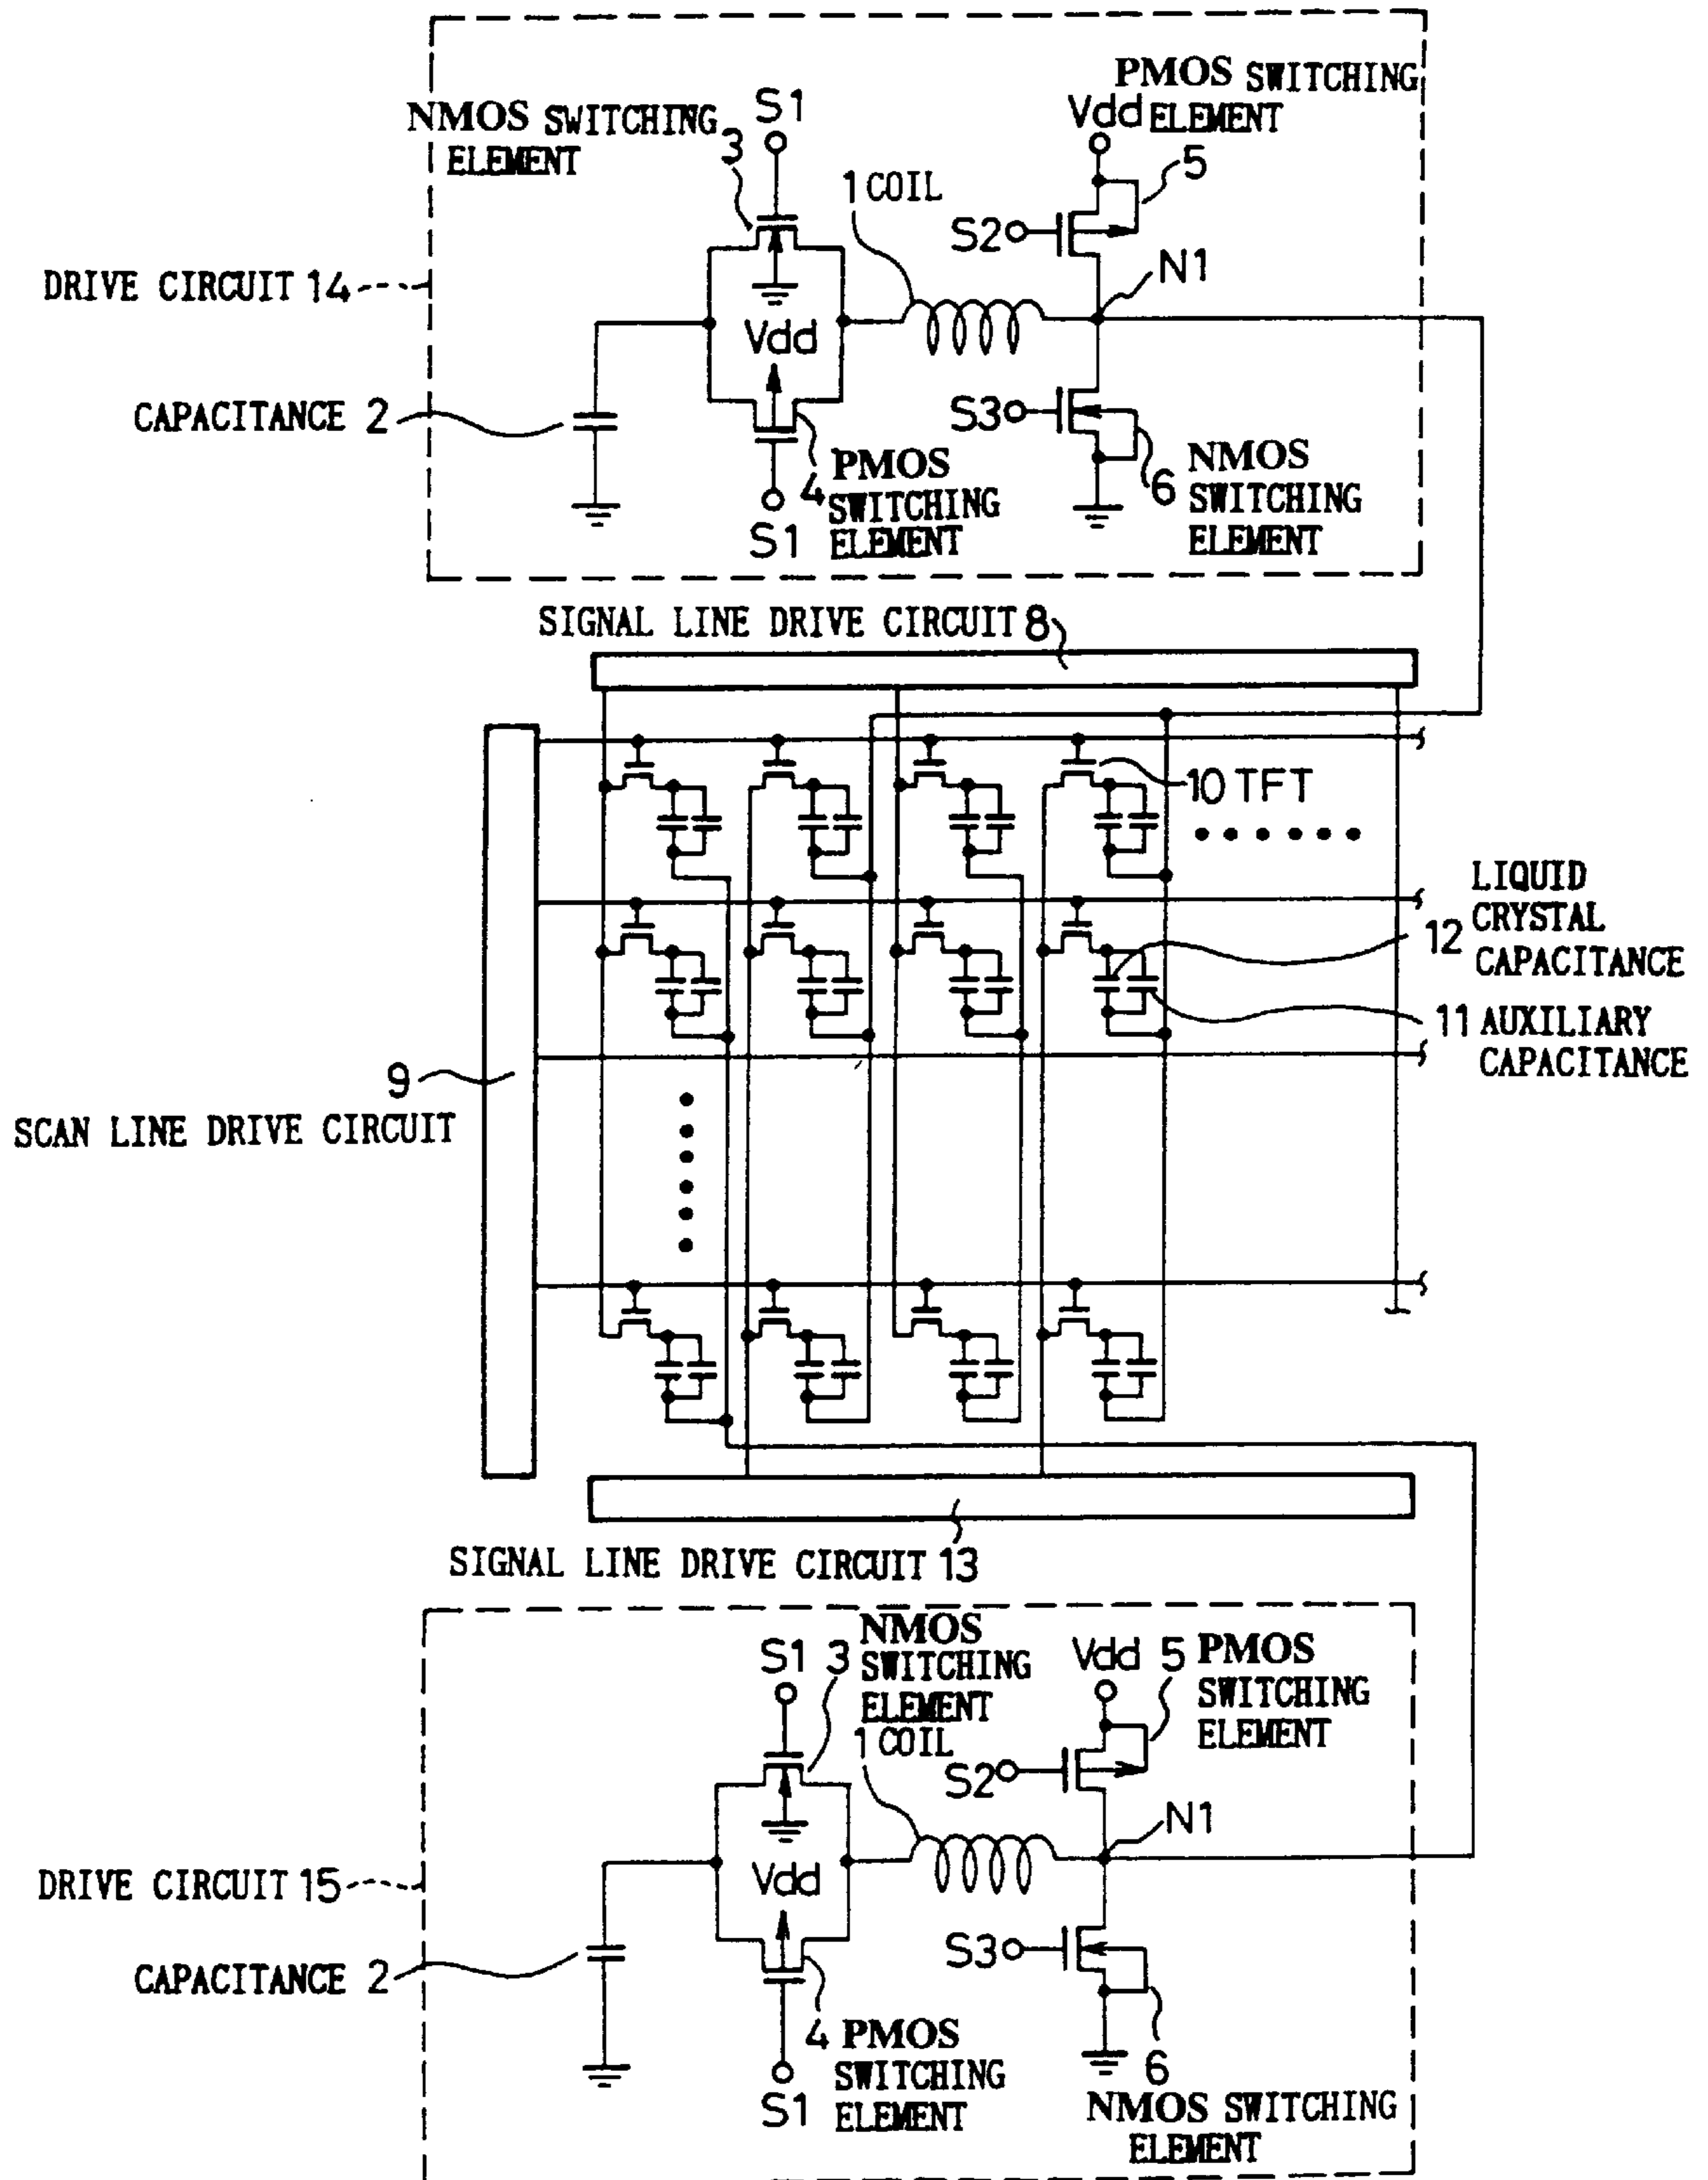 PMOS SWITCHING
ELEMENT
Vdd
S1
NMOS SWITCHING
ELEMENT
3
5
1 COIL
S2
N1
DRIVE CIRCUIT 14
Vdd
CAPACITANCE 2
S3
4 PMOS
SWITCHING
ELEMENT
S1
6 NMOS
SWITCHING
ELEMENT
SIGNAL LINE DRIVE CIRCUIT 8
10 TFT
12 LIQUID
CRYSTAL
CAPACITANCE
11 AUXILIARY
CAPACITANCE
9
SCAN LINE DRIVE CIRCUIT
SIGNAL LINE DRIVE CIRCUIT 13
S1
3 NMOS
SWITCHING
ELEMENT
Vdd
5 PMOS
SWITCHING
ELEMENT
1 COIL
S2
N1
DRIVE CIRCUIT 15
Vdd
CAPACITANCE 2
S3
4 PMOS
SWITCHING
ELEMENT
S1
6
NMOS SWITCHING
ELEMENT